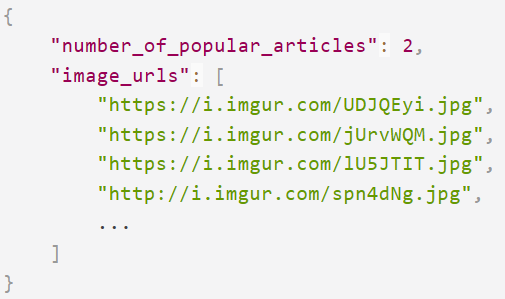 {
"number_of_popular_articles": 2,
"image_urls": [
"https://i.imgur.com/UDJQEyi.jpg",
"https://i.imgur.com/jUrvWQM.jpg",
"https://i.imgur.com/lU5JTIT.jpg",
"http://i.imgur.com/spn4dNg.jpg",
...
]
}